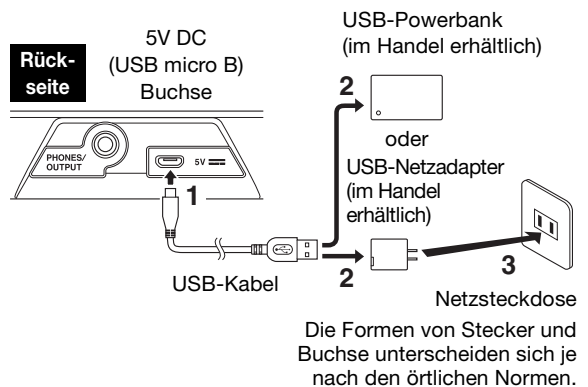 Rück-
seite
5V DC
(USB micro B)
Buchse
PHONES/
OUTPUT
5V
1
USB-Kabel
USB-Powerbank
(im Handel erhältlich)
2
oder
USB-Netzadapter
(im Handel
erhältlich)
2
3
Netzsteckdose
Die Formen von Stecker und
Buchse unterscheiden sich je
nach den örtlichen Normen.